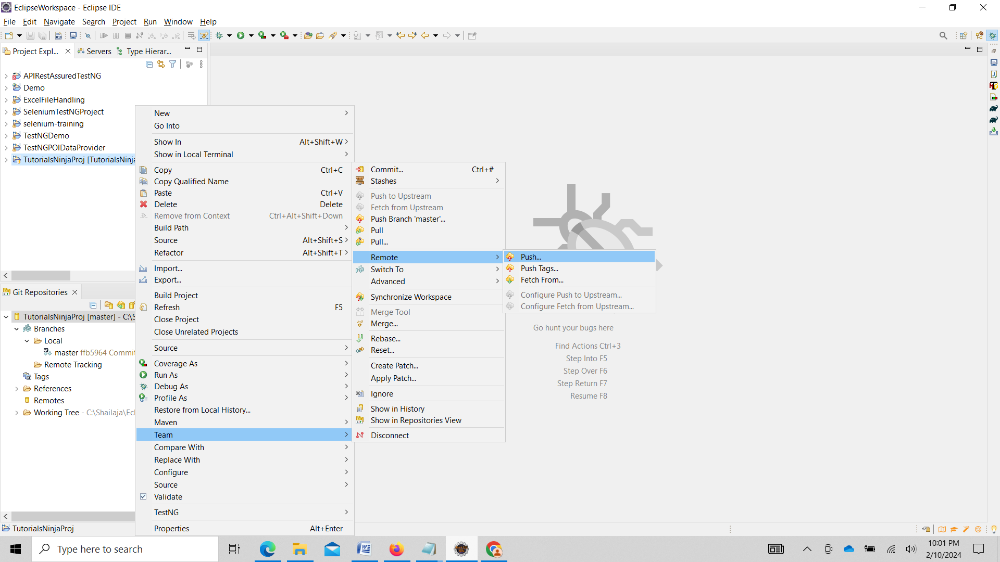 EclipseWorkspace - Eclipse IDE
File Edit Navigate Search Project Run Window Help
Project Expl... Servers Type Hierar...
APIRestAssuredTestNG
Demo
ExcelFileHandling
SeleniumTestNGProject
selenium-training
TestNGDemo
TestNGPOIDataProvider
TutorialsNinjaProj [TutorialsNinja
Git Repositories
TutorialsNinjaProj [master] - C:\S
Branches
Local
master ffb5964 Commit
Remote Tracking
Tags
References
Remotes
Working Tree - C:\Shailaja\Ecl
New
Go Into
Show In Alt+Shift+W
Show in Local Terminal
Copy Ctrl+C
Copy Qualified Name
Paste Ctrl+V
Delete Delete
Remove from Context Ctrl+Alt+Shift+Down
Build Path
Source Alt+Shift+S
Refactor Alt+Shift+T
Import...
Export...
Build Project
Refresh F5
Close Project
Close Unrelated Projects
Source
Coverage As
Run As
Debug As
Profile As
Restore from Local History...
Maven
Team
Compare With
Replace With
Configure
Source
Validate
TestNG
Properties Alt+Enter
Commit... Ctrl+#
Stashes
Push to Upstream
Fetch from Upstream
Push Branch 'master'...
Pull
Pull...
Remote
Switch To
Advanced
Synchronize Workspace
Merge Tool
Merge...
Rebase...
Reset...
Create Patch...
Apply Patch...
Ignore
Show in History
Show in Repositories View
Disconnect
Push...
Push Tags...
Fetch From...
Configure Push to Upstream...
Configure Fetch from Upstream...
Go hunt your bugs here
Find Actions Ctrl+3
Step Into F5
Step Over F6
Step Return F7
Resume F8
TutorialsNinjaProj
Type here to search
10:01 PM
2/10/2024